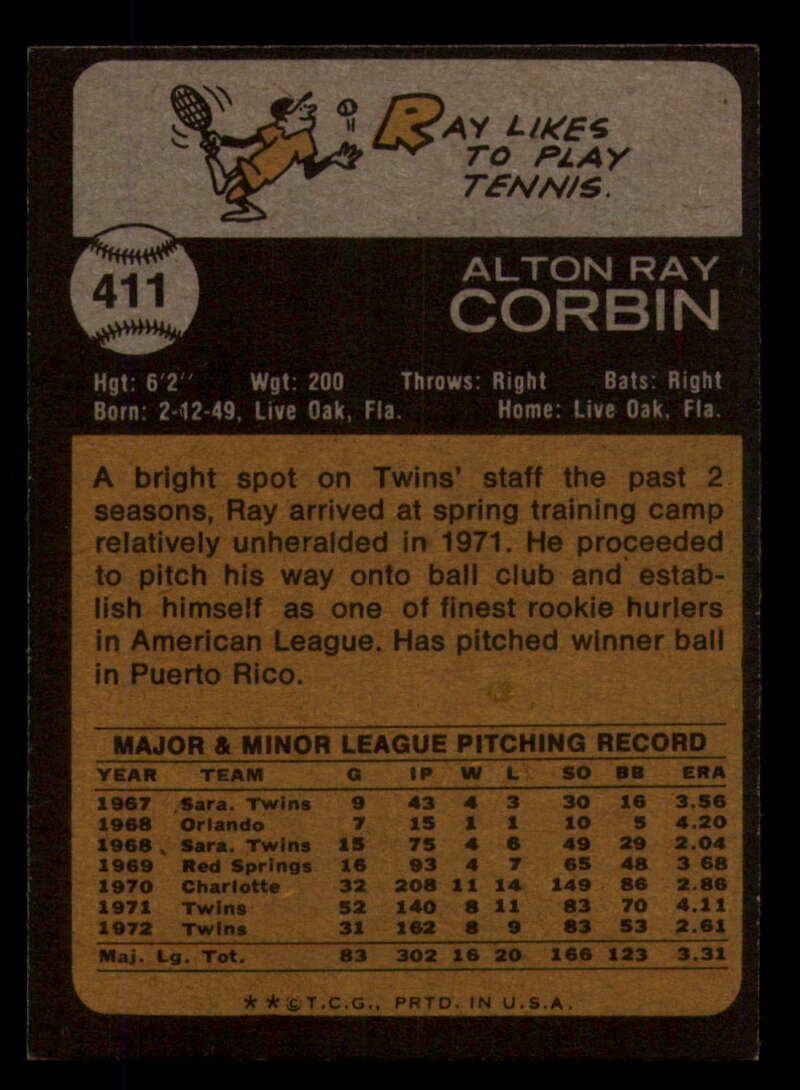 RAY LIKES
TO PLAY
TENNIS.
411
ALTON RAY
CORBIN
Hgt: 6'2" Wgt: 200 Throws: Right Bats: Right
Born: 2-12-49, Live Oak, Fla. Home: Live Oak, Fla.
A bright spot on Twins' staff the past 2
seasons, Ray arrived at spring training camp
relatively unheralded in 1971. He proceeded
to pitch his way onto ball club and estab-
lish himself as one of finest rookie hurlers
in American League. Has pitched winner ball
in Puerto Rico.
MAJOR & MINOR LEAGUE PITCHING RECORD
YEAR TEAM G IP W L SO BB ERA
1967 Sara. Twins 9 43 4 3 30 16 3.56
1968 Orlando 7 15 1 1 10 5 4.20
1968 Sara. Twins 15 75 4 6 49 29 2.04
1969 Red Springs 16 93 4 7 65 48 3 68
1970 Charlotte 32 208 11 14 149 86 2.86
1971 Twins 52 140 8 11 83 70 4.11
1972 Twins 31 162 8 9 83 53 2.61
Maj. Lg. Tot. 83 302 16 20 166 123 3.31
**©T.C.G., PRTD. IN U.S.A.